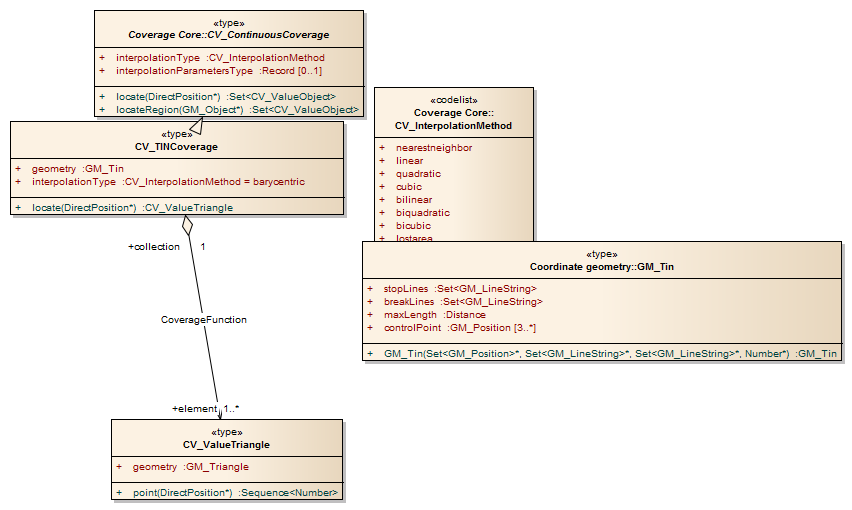 «type»
Coverage Core::CV_ContinuousCoverage
+ interpolationType :CV_InterpolationMethod
+ interpolationParametersType :Record [0..1]
+ locate(DirectPosition*) :Set<CV_ValueObject>
+ locateRegion(GM_Object*) :Set<CV_ValueObject>
«type»
CV_TINCoverage
+ geometry :GM_Tin
+ interpolationType :CV_InterpolationMethod = barycentric
+ locate(DirectPosition*) :CV_ValueTriangle
«codelist»
Coverage Core::
CV_InterpolationMethod
+ nearestneighbor
+ linear
+ quadratic
+ cubic
+ bilinear
+ biquadratic
+ bicubic
+ lostarea
«type»
Coordinate geometry::GM_Tin
+ stopLines :Set<GM_LineString>
+ breakLines :Set<GM_LineString>
+ maxLength :Distance
+ controlPoint :GM_Position [3..*]
+ GM_Tin(Set<GM_Position>*, Set<GM_LineString>*, Set<GM_LineString>*, Number*) :GM_Tin
+collection 1
CoverageFunction
+element 1..*
«type»
CV_ValueTriangle
+ geometry :GM_Triangle
+ point(DirectPosition*) :Sequence<Number>